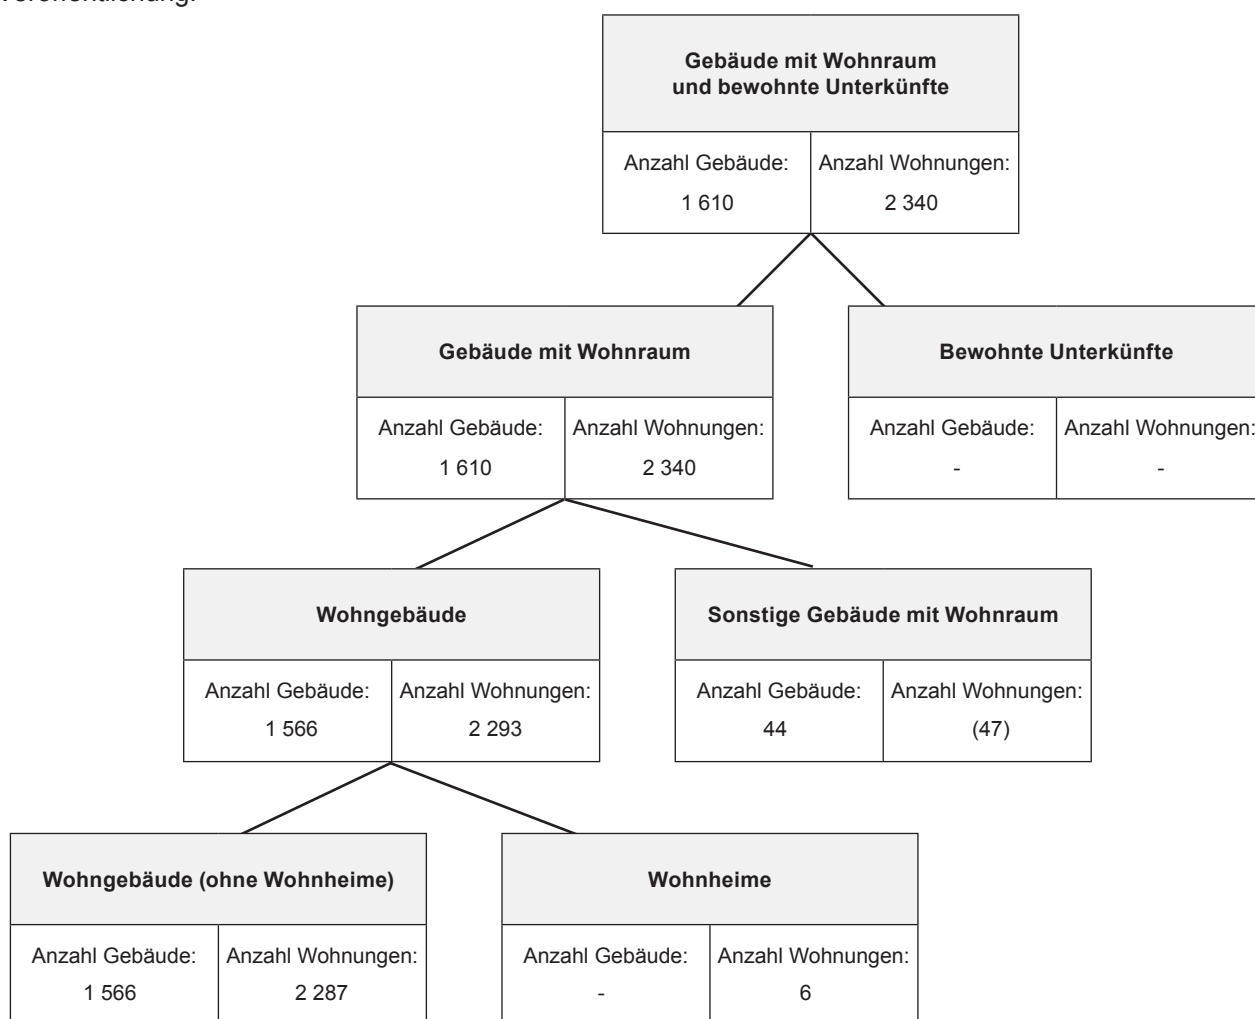 Veröffentlichung.
Gebäude mit Wohnraum
und bewohnte Unterkünfte
Anzahl Gebäude: Anzahl Wohnungen:
1 610 2 340
Gebäude mit Wohnraum Bewohnte Unterkünfte
Anzahl Gebäude: Anzahl Wohnungen: Anzahl Gebäude: Anzahl Wohnungen:
1 610 2 340 - -
Wohngebäude Sonstige Gebäude mit Wohnraum
Anzahl Gebäude: Anzahl Wohnungen: Anzahl Gebäude: Anzahl Wohnungen:
1 566 2 293 44 (47)
Wohngebäude (ohne Wohnheime) Wohnheime
Anzahl Gebäude: Anzahl Wohnungen: Anzahl Gebäude: Anzahl Wohnungen:
1 566 2 287 - 6